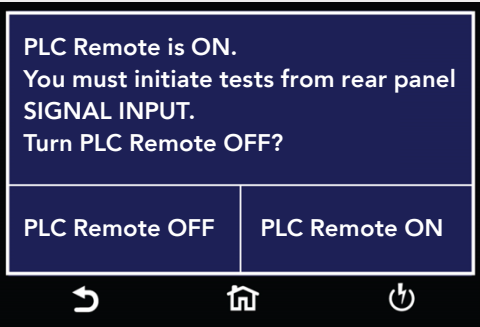 PLC Remote is ON.
You must initiate tests from rear panel
SIGNAL INPUT.
Turn PLC Remote OFF?
PLC Remote OFF
PLC Remote ON